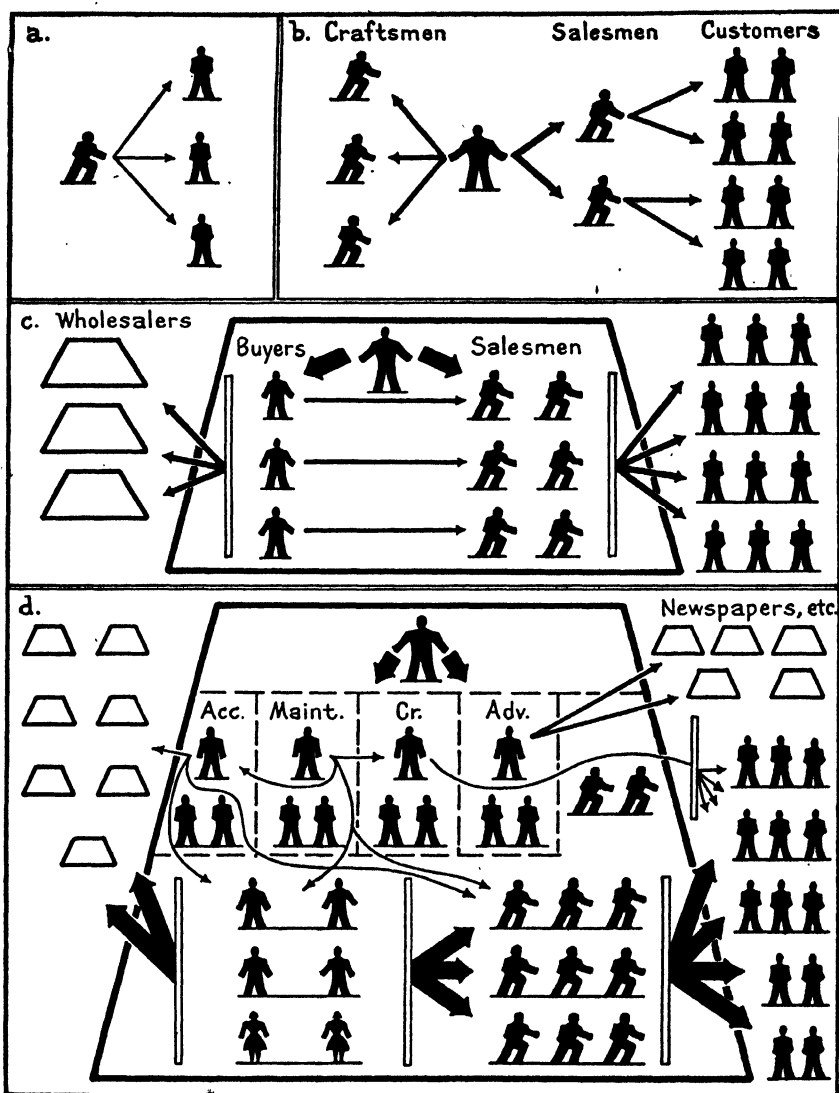 a.
b. Craftsmen
Salesmen
Customers
c. Wholesalers
Buyers
Salesmen
d.
Newspapers, etc.
Acc.
Maint.
Cr.
Adv.